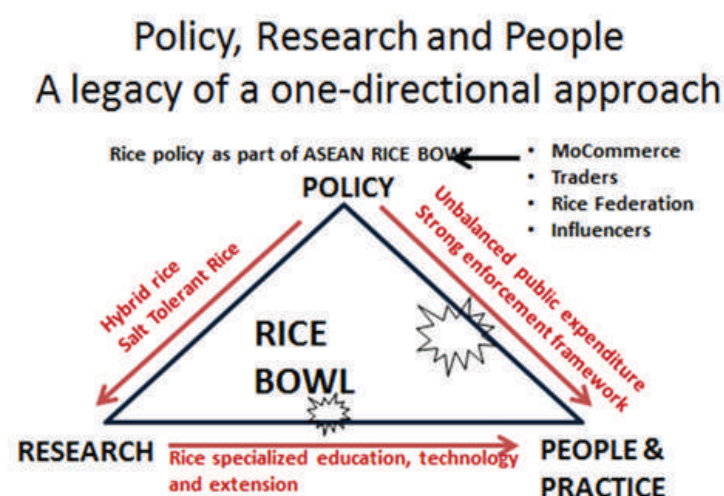 Policy, Research and People
A legacy of a one-directional approach
Rice policy as part of ASEAN RICE BOWL
• MoCommerce
• Traders
• Rice Federation
• Influencers
POLICY
Hybrid rice
Salt Tolerant Rice
Unbalanced public expenditure
Strong enforcement framework
RICE
BOWL
RESEARCH
Rice specialized education, technology
and extension
PEOPLE &
PRACTICE